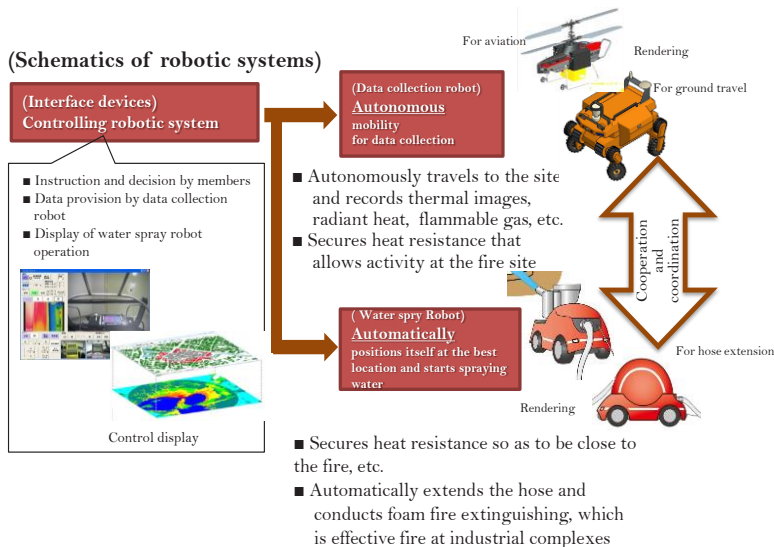 (Schematics of robotic systems)
(Interface devices)
Controlling robotic system
■ Instruction and decision by members
■ Data provision by data collection
robot
■ Display of water spray robot
operation
Control display
(Data collection robot)
Autonomous
mobility
for data collection
For aviation
Rendering
For ground travel
■ Autonomously travels to the site
and records thermal images,
radiant heat, flammable gas, etc.
■ Secures heat resistance that
allows activity at the fire site
Cooperation
and
coordination
( Water spry Robot)
Automatically
positions itself at the best
location and starts spraying
water
For hose extension
Rendering
■ Secures heat resistance so as to be close to
the fire, etc.
■ Automatically extends the hose and
conducts foam fire extinguishing, which
is effective fire at industrial complexes